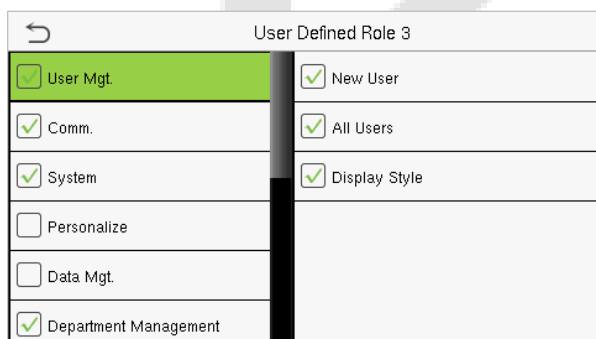 User Defined Role 3
User Mgt.
Comm.
System
Personalize
Data Mgt.
Department Management
New User
All Users
Display Style